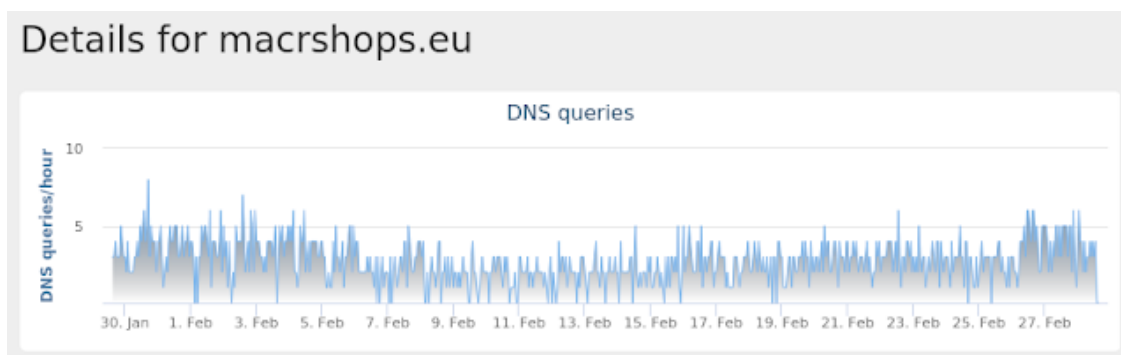 Details for macrshops.eu
DNS queries
DNS queries/hour
10
5
30. Jan 1. Feb 3. Feb 5. Feb 7. Feb 9. Feb 11. Feb 13. Feb 15. Feb 17. Feb 19. Feb 21. Feb 23. Feb 25. Feb 27. Feb